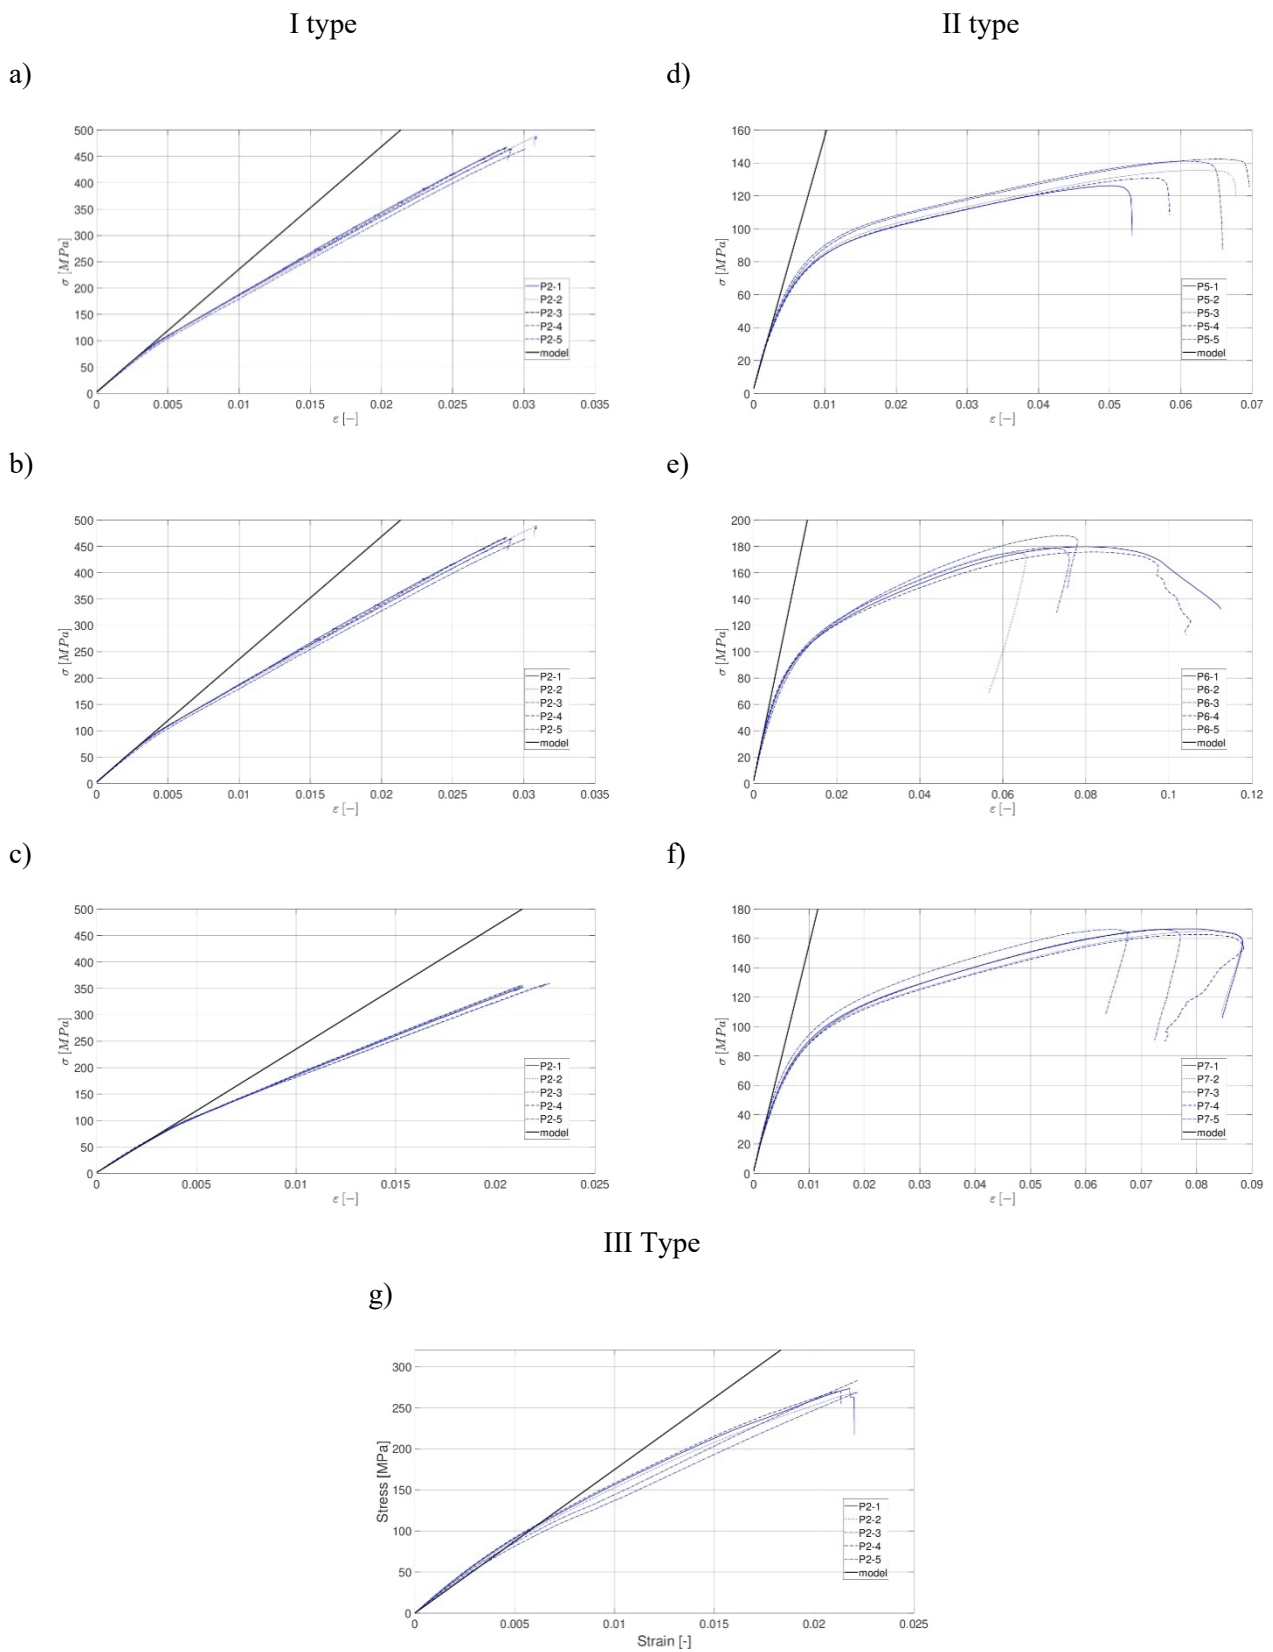 I type
II type
a)
500
450
400
350
300
250
200
150
100
50
0
σ [MPa]
0 0.005 0.01 0.015 0.02 0.025 0.03 0.035
ε [−]
P2-1
P2-2
P2-3
P2-4
P2-5
model
d)
160
140
120
100
80
60
40
20
0
σ [MPa]
0 0.01 0.02 0.03 0.04 0.05 0.06 0.07
ε [−]
P5-1
P5-2
P5-3
P5-4
P5-5
model
b)
500
450
400
350
300
250
200
150
100
50
0
σ [MPa]
0 0.005 0.01 0.015 0.02 0.025 0.03 0.035
ε [−]
P2-1
P2-2
P2-3
P2-4
P2-5
model
e)
200
180
160
140
120
100
80
60
40
20
0
σ [MPa]
0 0.02 0.04 0.06 0.08 0.1 0.12
ε [−]
P6-1
P6-2
P6-3
P6-4
P6-5
model
c)
500
450
400
350
300
250
200
150
100
50
0
σ [MPa]
0 0.005 0.01 0.015 0.02 0.025
ε [−]
P2-1
P2-2
P2-3
P2-4
P2-5
model
f)
180
160
140
120
100
80
60
40
20
0
σ [MPa]
0 0.01 0.02 0.03 0.04 0.05 0.06 0.07 0.08 0.09
ε [−]
P7-1
P7-2
P7-3
P7-4
P7-5
model
III Type
g)
300
250
200
150
100
50
0
Stress [MPa]
0 0.005 0.01 0.015 0.02 0.025
Strain [-]
P2-1
P2-2
P2-3
P2-4
P2-5
model